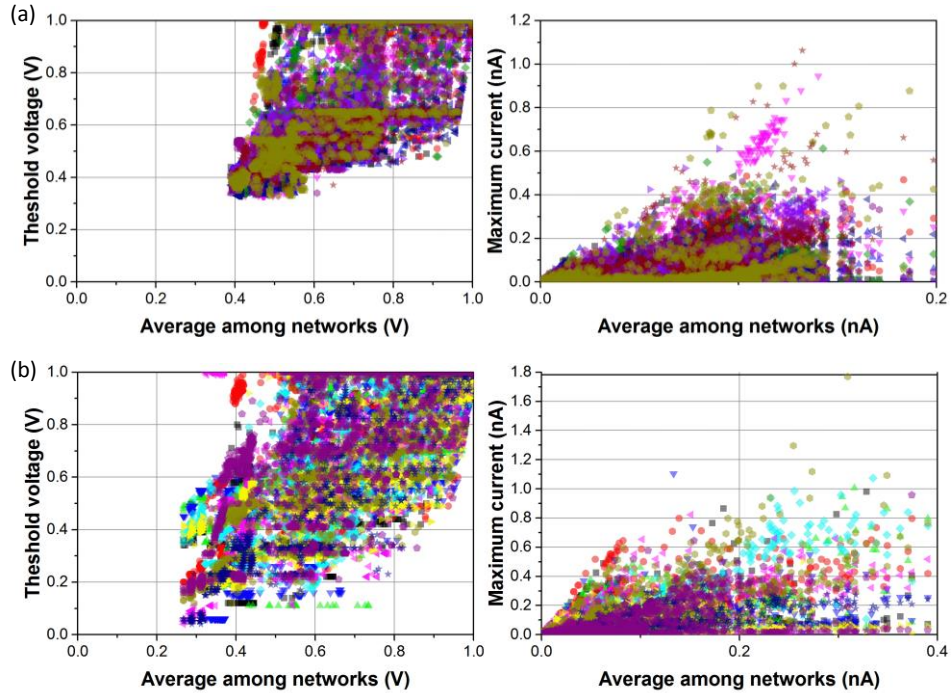 (a)
Theshold voltage (V)
1.0
0.8
0.6
0.4
0.2
0.0
0.0 0.2 0.4 0.6 0.8 1.0
Average among networks (V)
Maximum current (nA)
1.2
1.0
0.8
0.6
0.4
0.2
0.0
0.0 0.2
Average among networks (nA)
(b)
Theshold voltage (V)
1.0
0.8
0.6
0.4
0.2
0.0
0.0 0.2 0.4 0.6 0.8 1.0
Average among networks (V)
Maximum current (nA)
1.8
1.6
1.4
1.2
1.0
0.8
0.6
0.4
0.2
0.0
0.0 0.2 0.4
Average among networks (nA)